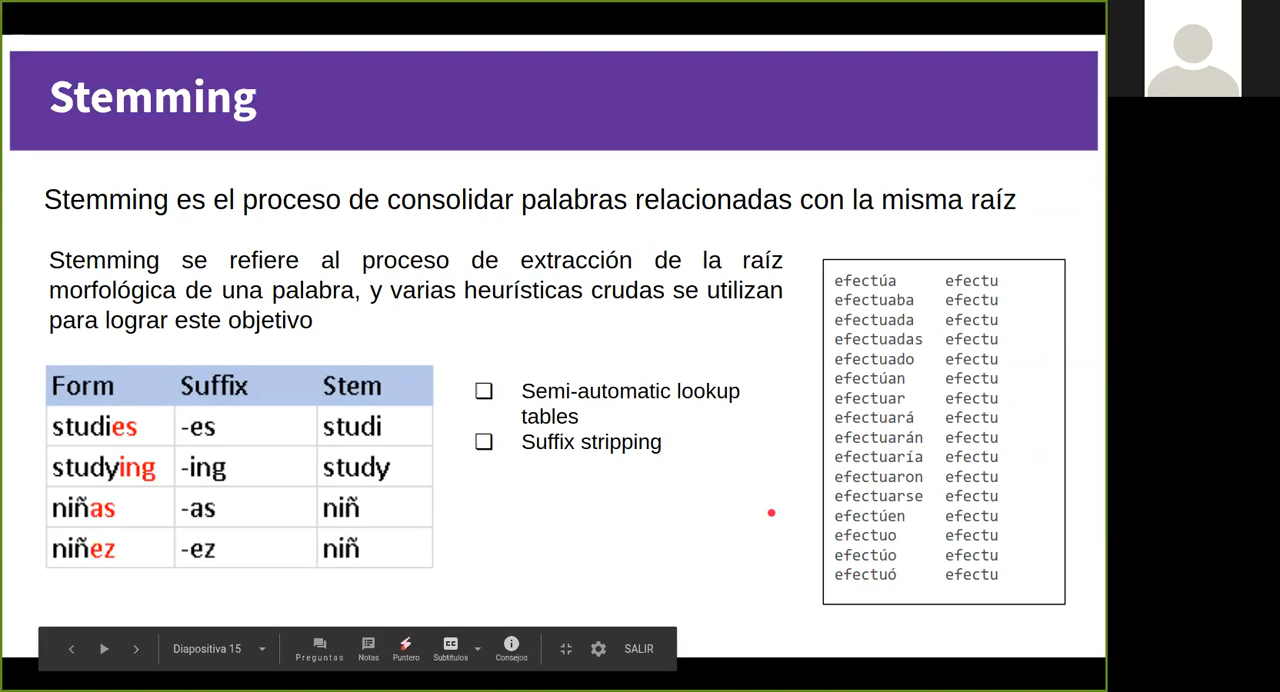 Stemming
Stemming es el proceso de consolidar palabras relacionadas con la misma raíz
Stemming se refiere al proceso de extracción de la raíz
morfológica de una palabra, y varias heurísticas crudas se utilizan
para lograr este objetivo
Form Suffix Stem
studies -es studi
studying -ing study
niñas -as niñ
niñez -ez niñ
Semi-automatic lookup
tables
Suffix stripping
efectúa efectu
efectuaba efectu
efectuada efectu
efectuadas efectu
efectuado efectu
efectúan efectu
efectuar efectu
efectuará efectu
efectuarán efectu
efectuaría efectu
efectuaron efectu
efectuarse efectu
efectúen efectu
efectuo efectu
efectúo efectu
efectuó efectu
Diapositiva 15
Preguntas
Notas
Puntero
CC
Subtítulos
Consejos
SALIR